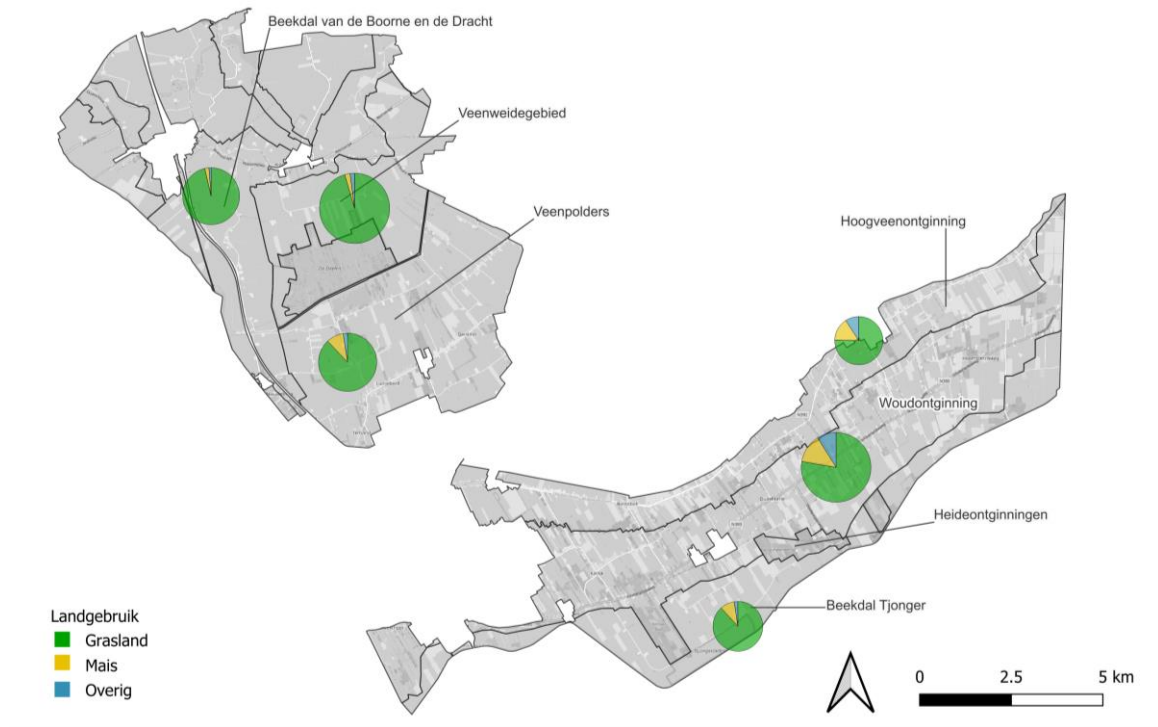 Beekdal van de Boorne en de Dracht
Veenweidegebied
Veenpolders
Hoogveenontginning
Woudontginning
Heideontginningen
Beekdal Tjonger
Landgebruik
Grasland
Mais
Overig
0 2.5 5 km